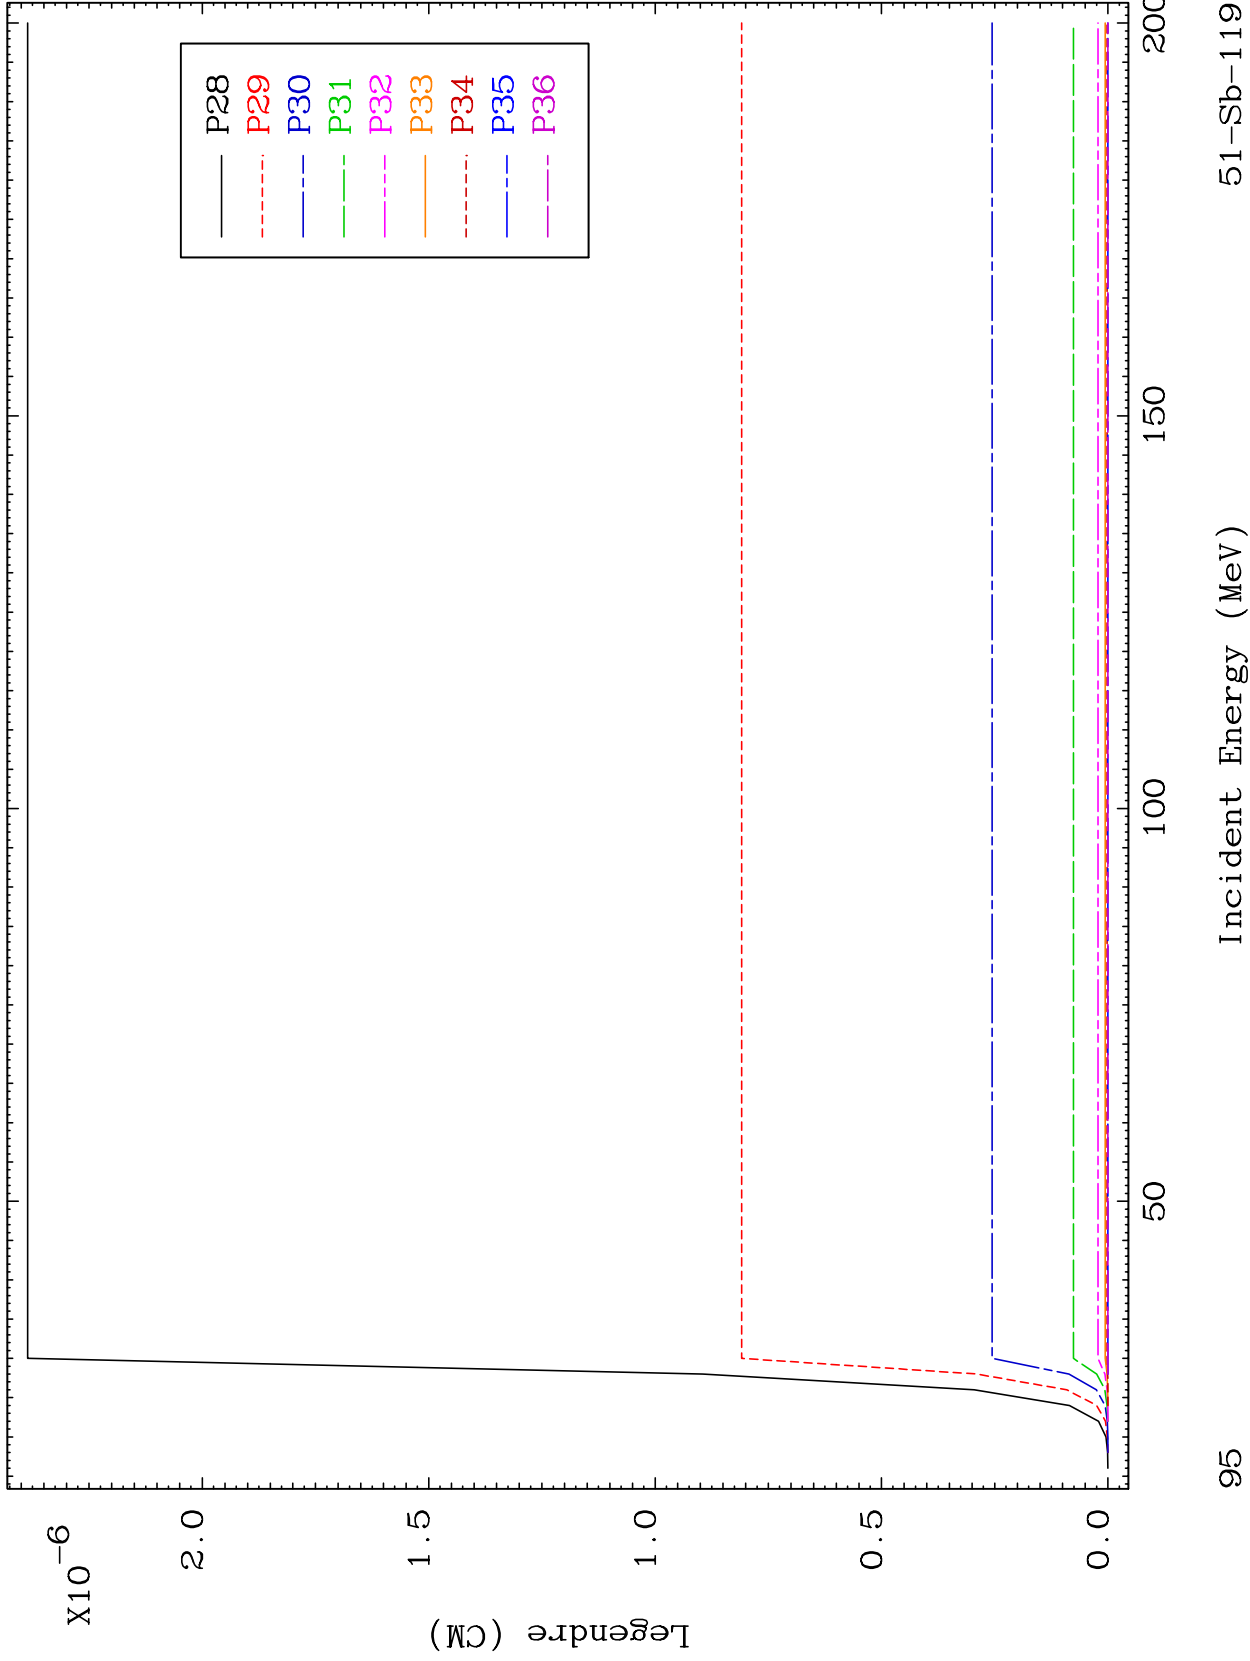 X10-6
2.0
1.5
1.0
0.5
0.0
Legendre (CM)
P28
P29
P30
P31
P32
P33
P34
P35
P36
50
100
150
200
Incident Energy (MeV)
95
51-Sb-119